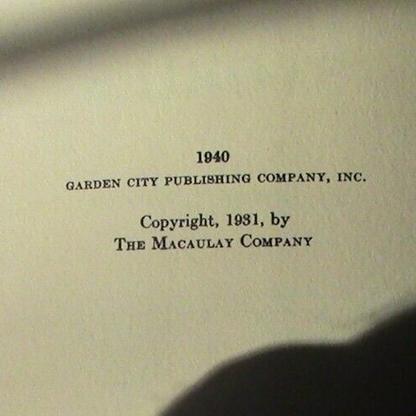 1940
GARDEN CITY PUBLISHING COMPANY, INC.
Copyright, 1931, by
THE MACAULAY COMPANY